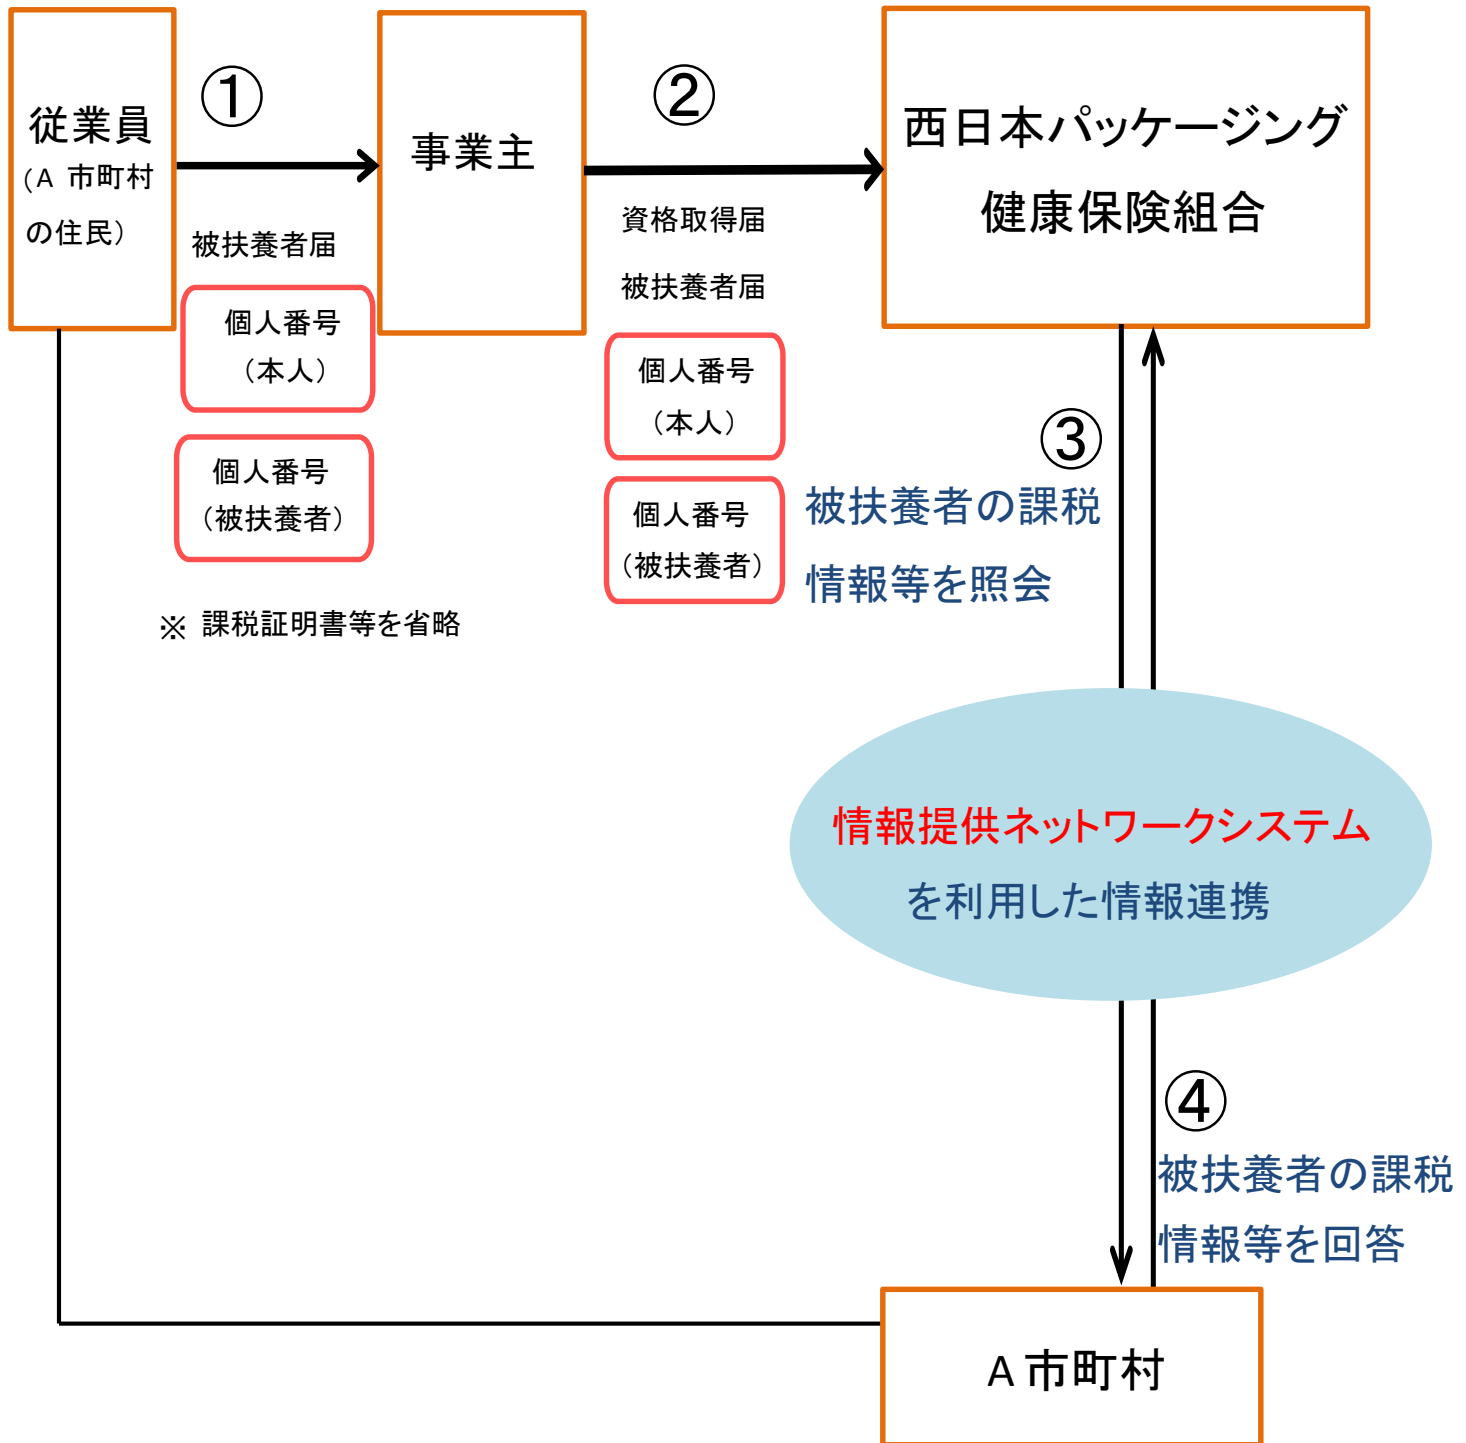 従業員
（A 市町村
の住民）
①
被扶養者届
個人番号
（本人）
個人番号
（被扶養者）
※ 課税証明書等を省略
事業主
②
資格取得届
被扶養者届
個人番号
（本人）
個人番号
（被扶養者）
西日本パッケージング
健康保険組合
③
被扶養者の課税
情報等を照会
情報提供ネットワークシステム
を利用した情報連携
④
被扶養者の課税
情報等を回答
A 市町村